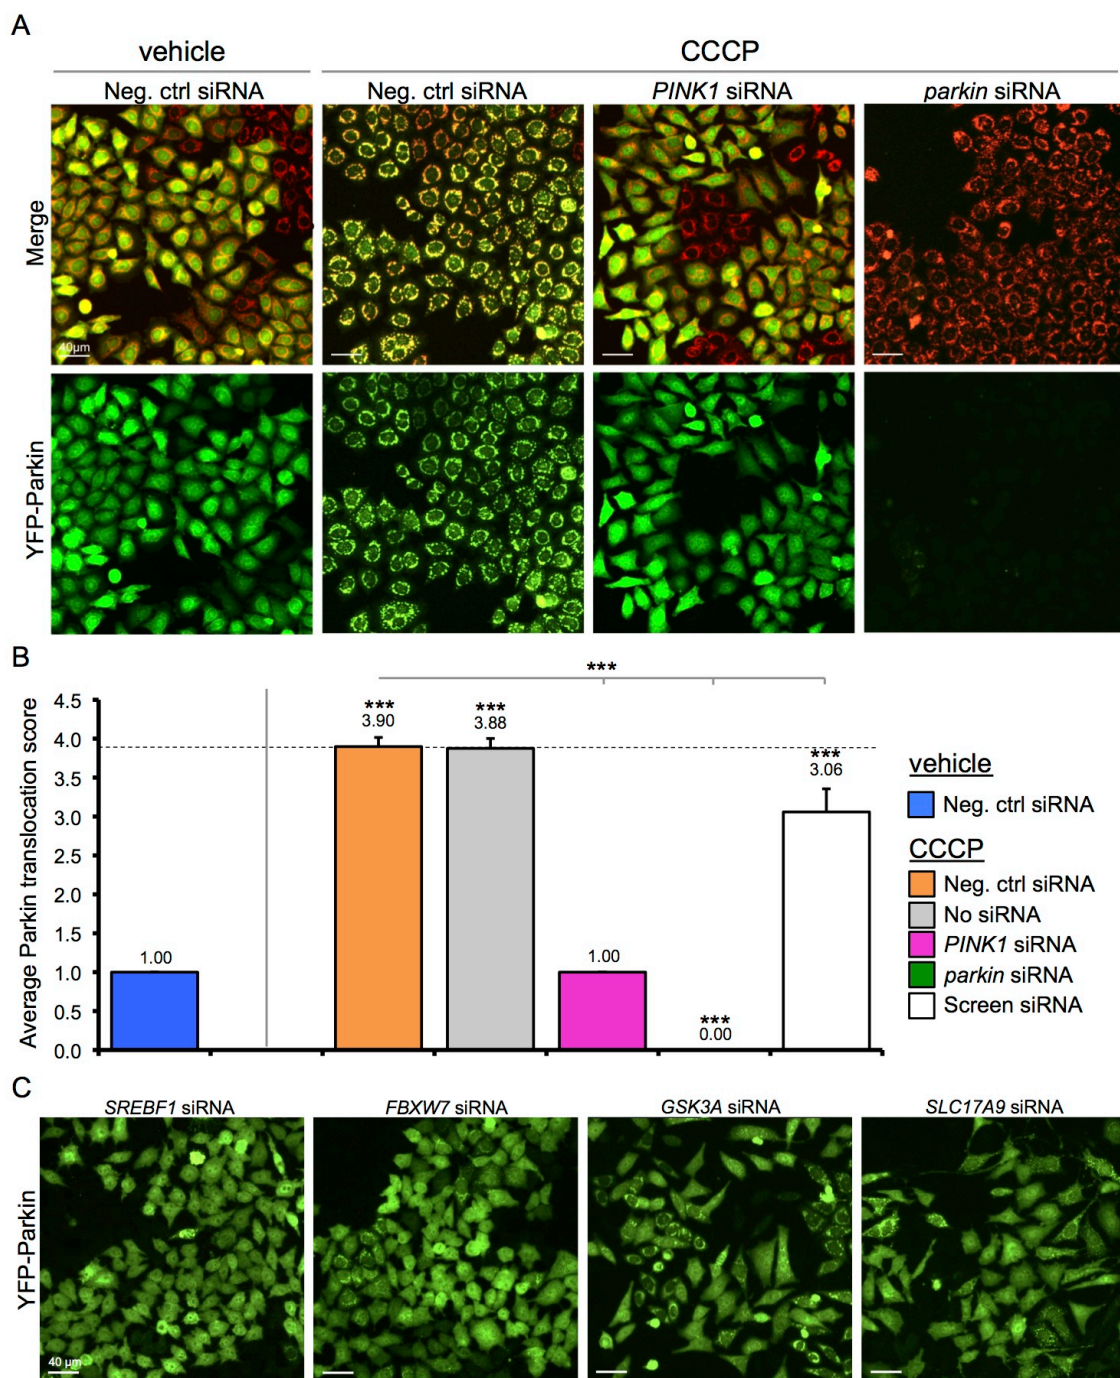 A
vehicle
CCCP
Neg. ctrl siRNA
Neg. ctrl siRNA
PINK1 siRNA
parkin siRNA
Merge
40µm
YFP-Parkin
B
Average Parkin translocation score
4.5
4.0
3.5
3.0
2.5
2.0
1.5
1.0
0.5
0.0
***
1.00
***
3.90
***
3.88
1.00
***
0.00
***
3.06
vehicle
Neg. ctrl siRNA
CCCP
Neg. ctrl siRNA
No siRNA
PINK1 siRNA
parkin siRNA
Screen siRNA
C
SREBF1 siRNA
FBXW7 siRNA
GSK3A siRNA
SLC17A9 siRNA
YFP-Parkin
40 µm